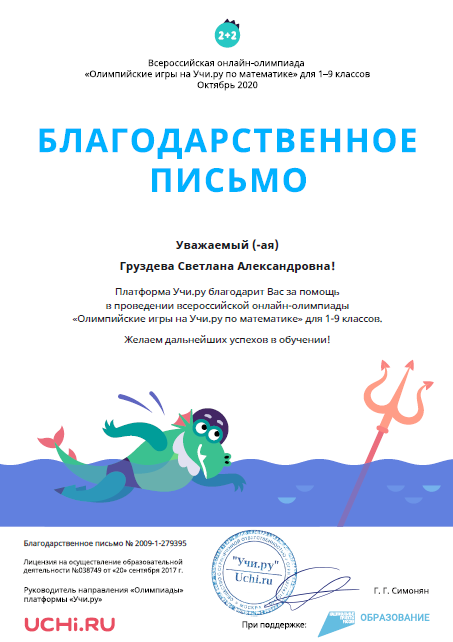 2+2
Всероссийская онлайн-олимпиада
«Олимпийские игры на Учи.ру по математике» для 1–9 классов
Октябрь 2020
БЛАГОДАРСТВЕННОЕ
ПИСЬМО
Уважаемый (-ая)
Груздева Светлана Александровна!
Платформа Учи.ру благодарит Вас за помощь
в проведении всероссийской онлайн-олимпиады
«Олимпийские игры на Учи.ру по математике» для 1-9 классов.
Желаем дальнейших успехов в обучении!
Благодарственное письмо № 2009-1-279395
Лицензия на осуществление образовательной
деятельности №038749 от «20» сентября 2017 г.
Руководитель направления «Олимпиады»
платформы «Учи.ру»
"Учи.ру"
Uchi.ru
Г. Г. Симонян
UCHi.RU
При поддержке:
ОБРАЗОВАНИЕ